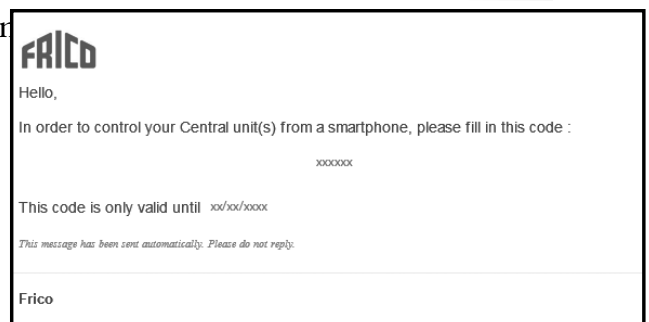 FRICO
Hello,
In order to control your Central unit(s) from a smartphone, please fill in this code :
xxxxxx
This code is only valid until xx/xx/xxxx
This message has been sent automatically. Please do not reply.
Frico